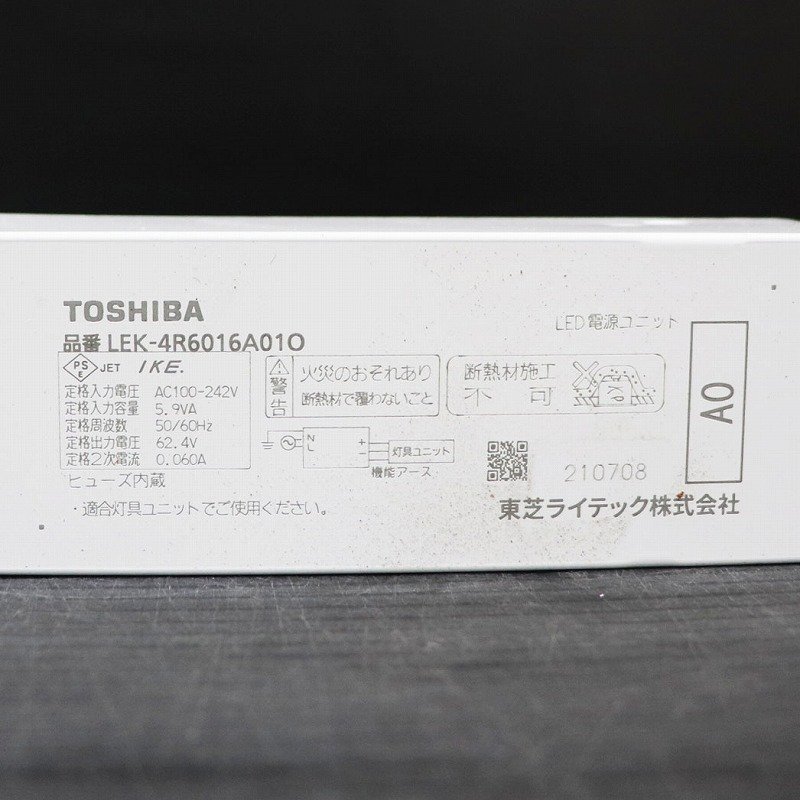 TOSHIBA
品番 LEK-4R6016A01O
LED電源ユニット
PS E JET IKE.
定格入力電圧 AC100-242V
定格入力容量 5.9VA
定格周波数 50/60Hz
定格出力電圧 62.4V
定格2次電流 0.060A
ヒューズ内蔵
・適合灯具ユニットでご使用ください。
警告
火災のおそれあり
断熱材で覆わないこと
断熱材施工
不可
N
L
+
−
灯具ユニット
機能アース
210708
東芝ライテック株式会社
A0